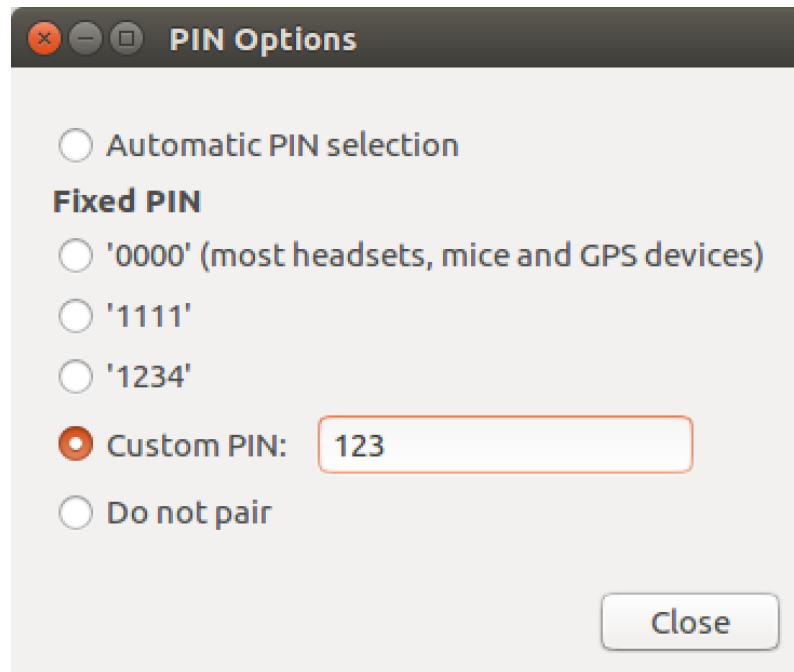 PIN Options
Automatic PIN selection
Fixed PIN
'0000' (most headsets, mice and GPS devices)
'1111'
'1234'
Custom PIN: 123
Do not pair
Close